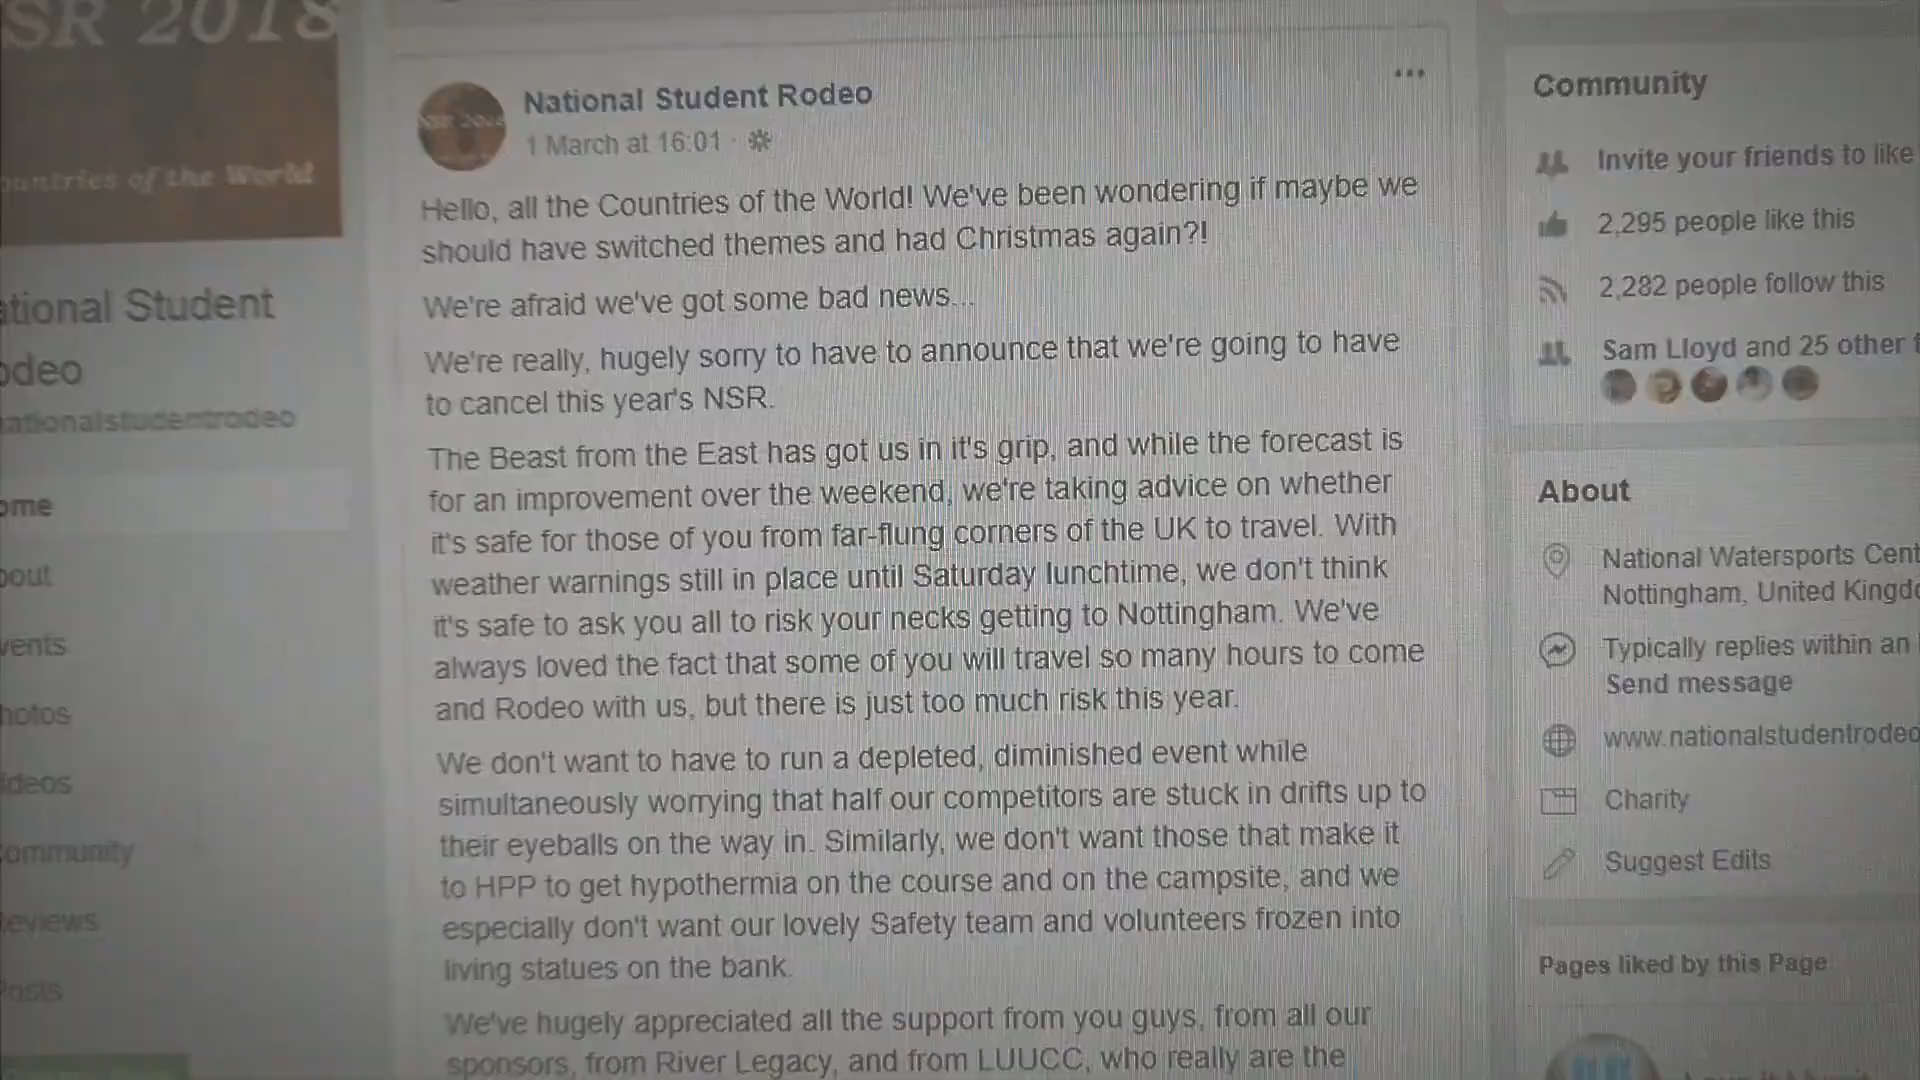 SR 2018
ountries of the World
ational Student
odeo
nationalstudentrodeo
ome
bout
vents
hotos
ideos
ommunity
eviews
Posts
National Student Rodeo
1 March at 16:01 ·
Hello, all the Countries of the World! We've been wondering if maybe we
should have switched themes and had Christmas again?!
We're afraid we've got some bad news...
We're really, hugely sorry to have to announce that we're going to have
to cancel this year's NSR.
The Beast from the East has got us in it's grip, and while the forecast is
for an improvement over the weekend, we're taking advice on whether
it's safe for those of you from far-flung corners of the UK to travel. With
weather warnings still in place until Saturday lunchtime, we don't think
it's safe to ask you all to risk your necks getting to Nottingham. We've
always loved the fact that some of you will travel so many hours to come
and Rodeo with us, but there is just too much risk this year.
We don't want to have to run a depleted, diminished event while
simultaneously worrying that half our competitors are stuck in drifts up to
their eyeballs on the way in. Similarly, we don't want those that make it
to HPP to get hypothermia on the course and on the campsite, and we
especially don't want our lovely Safety team and volunteers frozen into
living statues on the bank.
We've hugely appreciated all the support from you guys, from all our
sponsors, from River Legacy, and from LUUCC, who really are the
Community
Invite your friends to like
2,295 people like this
2,282 people follow this
Sam Lloyd and 25 other f
About
National Watersports Cent
Nottingham, United Kingdo
Typically replies within an
Send message
www.nationalstudentrodeo
Charity
Suggest Edits
Pages liked by this Page